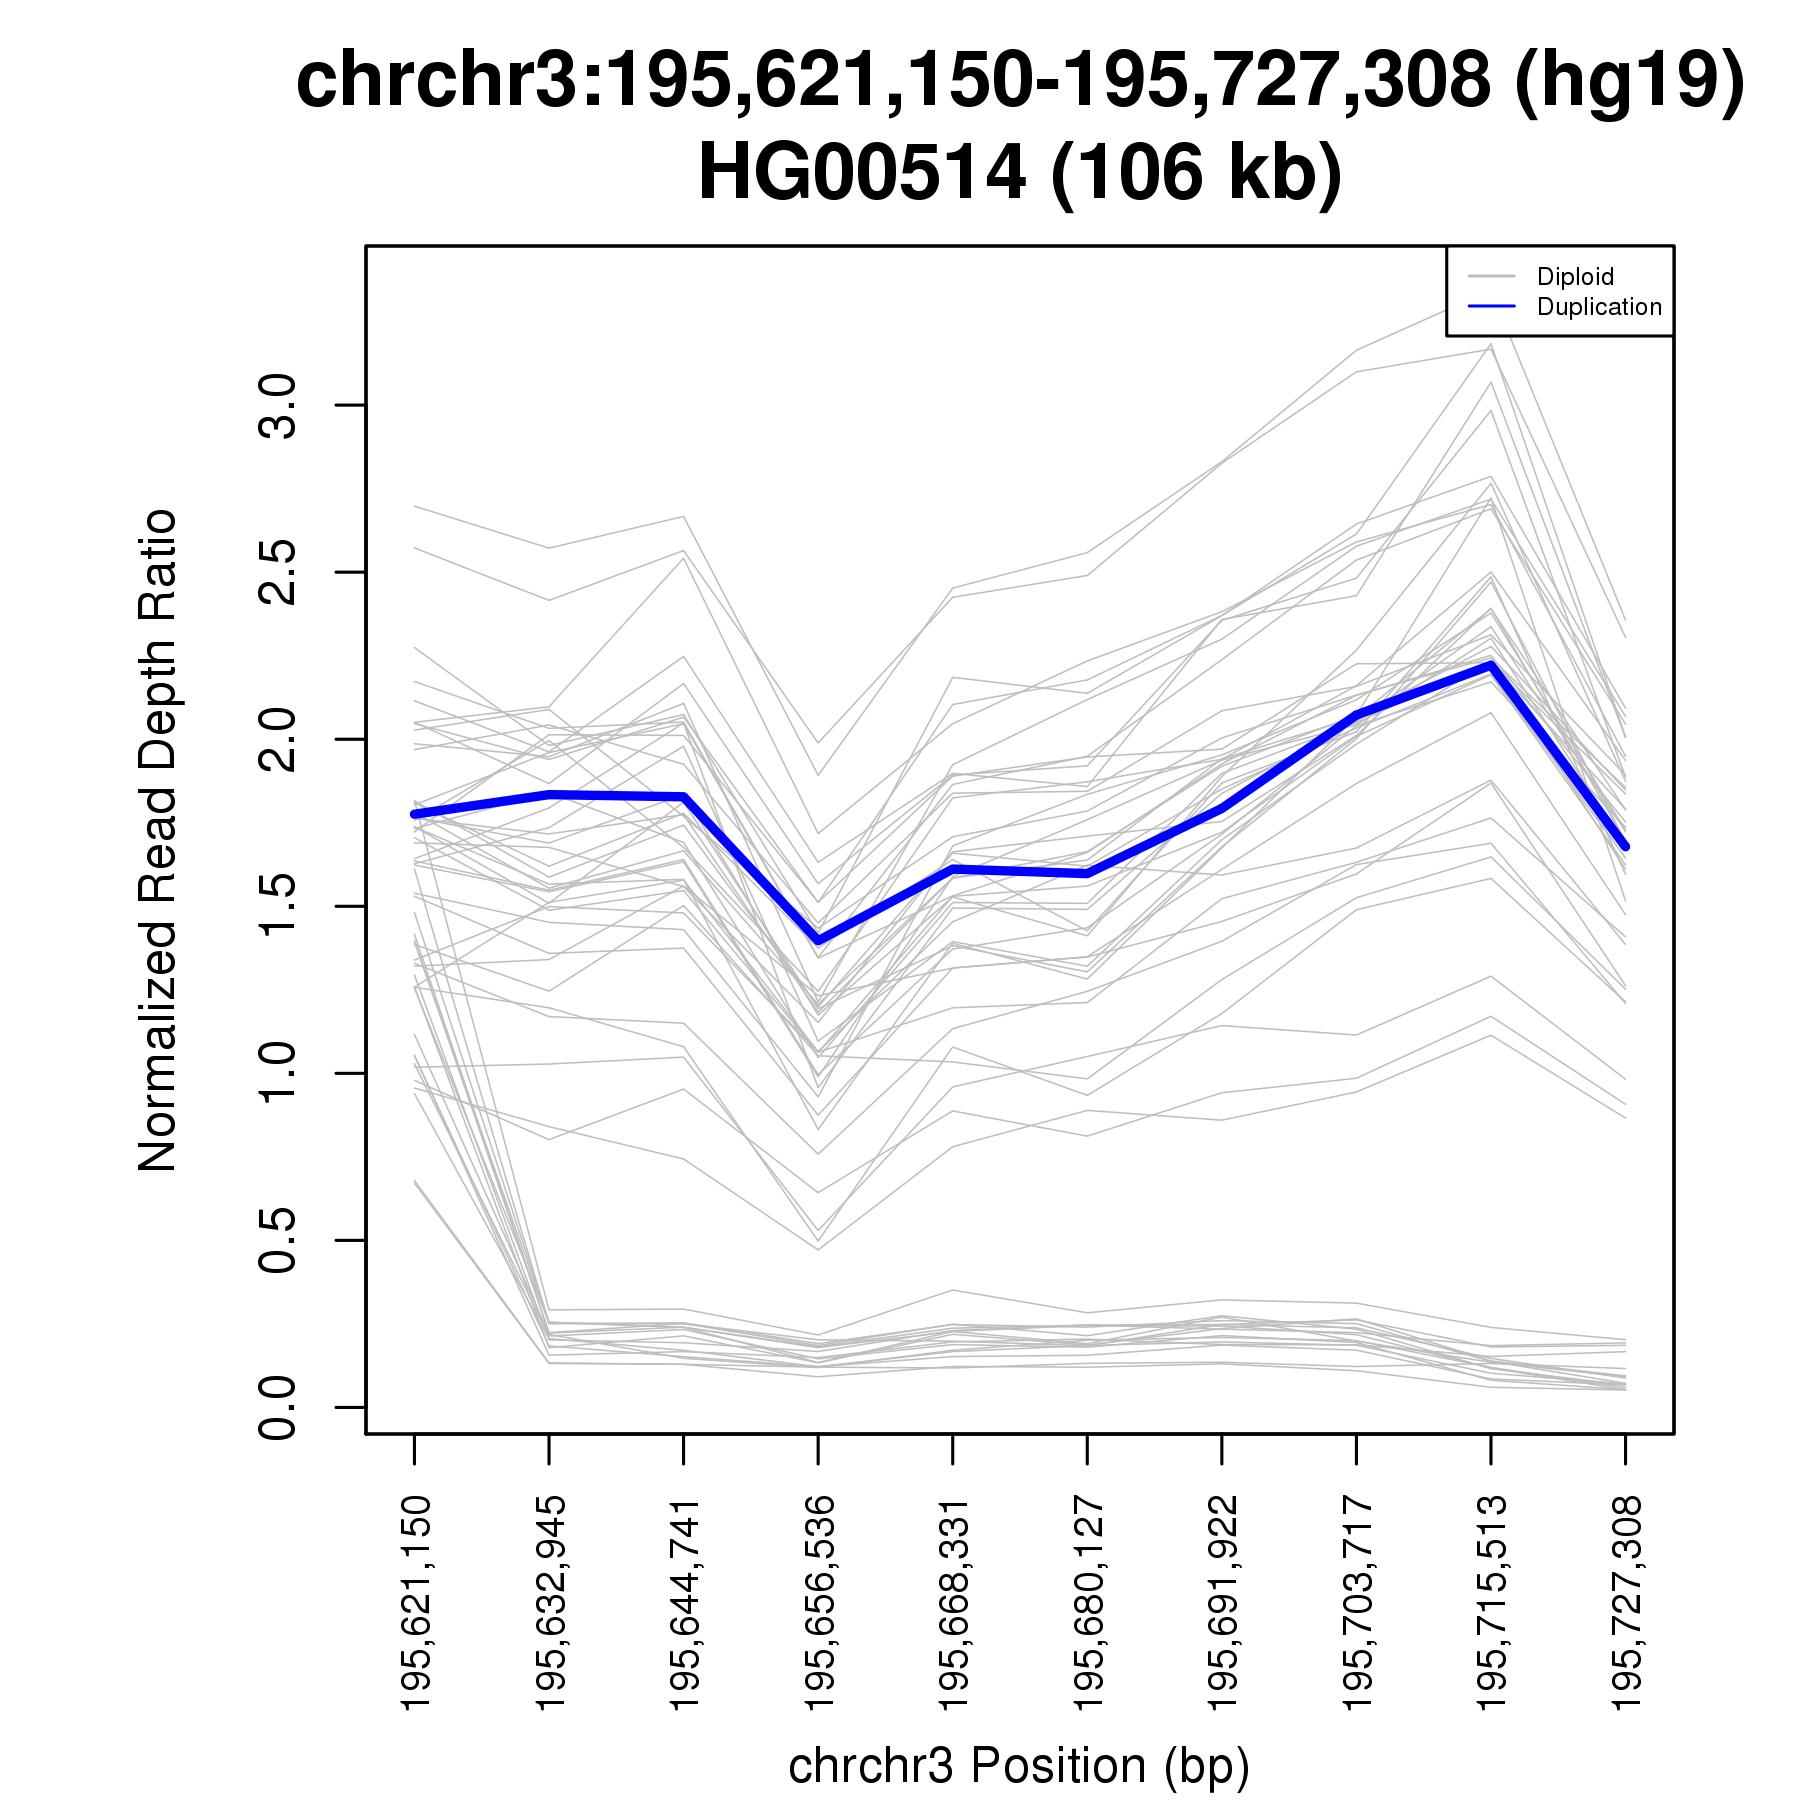 chrchr3:195,621,150-195,727,308 (hg19)
HG00514 (106 kb)
Diploid
Duplication
Normalized Read Depth Ratio
3.0
2.5
2.0
1.5
1.0
0.5
0.0
195,621,150
195,632,945
195,644,741
195,656,536
195,668,331
195,680,127
195,691,922
195,703,717
195,715,513
195,727,308
chrchr3 Position (bp)